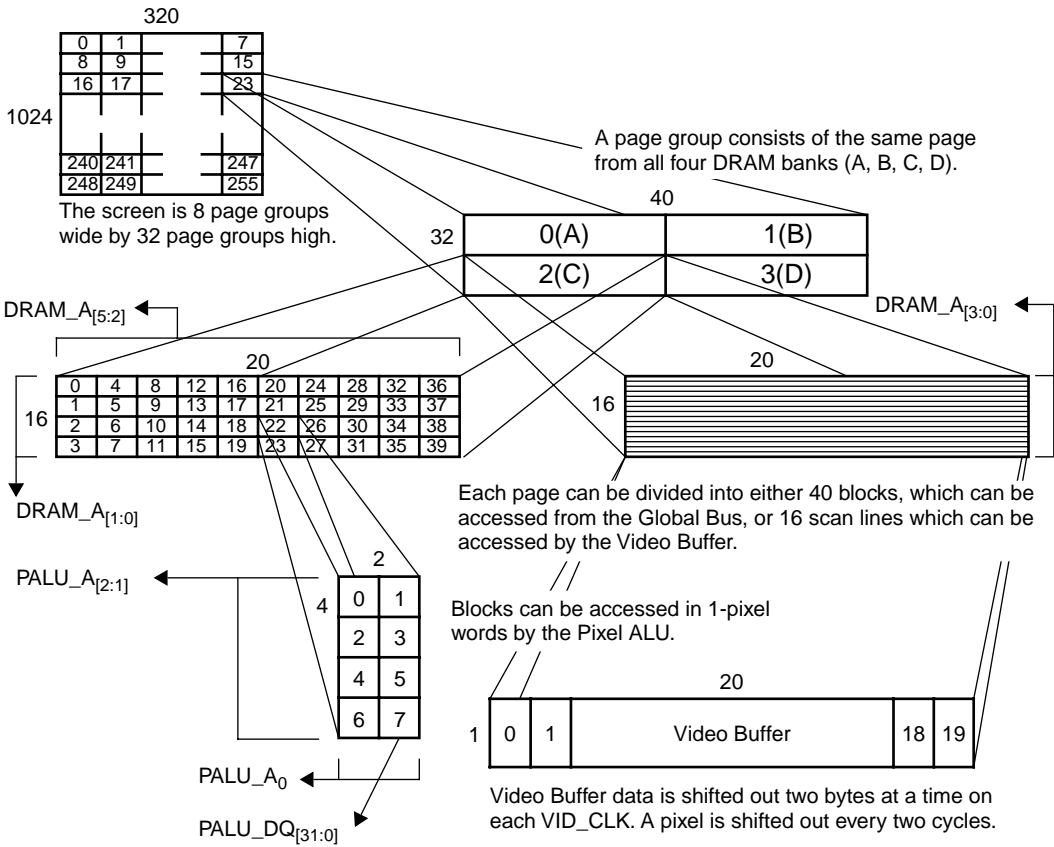 320
0 1 7
8 9 15
16 17 23
1024
240 241 247
248 249 255
The screen is 8 page groups
wide by 32 page groups high.
A page group consists of the same page
from all four DRAM banks (A, B, C, D).
40
32
0(A) 1(B)
2(C) 3(D)
DRAM_A[5:2]
DRAM_A[3:0]
20
16
0 4 8 12 16 20 24 28 32 36
1 5 9 13 17 21 25 29 33 37
2 6 10 14 18 22 26 30 34 38
3 7 11 15 19 23 27 31 35 39
20
16
DRAM_A[1:0]
Each page can be divided into either 40 blocks, which can be
accessed from the Global Bus, or 16 scan lines which can be
accessed by the Video Buffer.
PALU_A[2:1]
2
4
0 1
2 3
4 5
6 7
Blocks can be accessed in 1-pixel
words by the Pixel ALU.
20
1
0 1 Video Buffer 18 19
PALU_A0
PALU_DQ[31:0]
Video Buffer data is shifted out two bytes at a time on
each VID_CLK. A pixel is shifted out every two cycles.